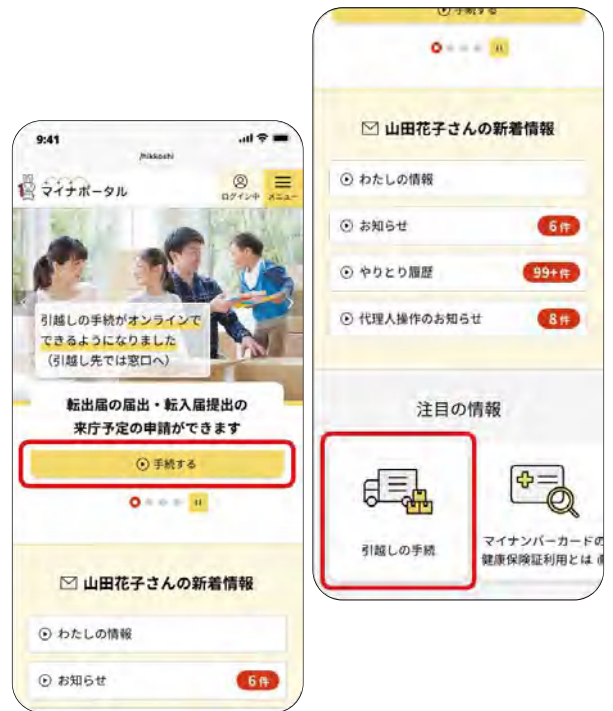 9:41
/hikkoshi
マイナポータル
ログイン中
メニュー
引越しの手続がオンラインで
できるようになりました
(引越し先では窓口へ)
転出届の届出・転入届提出の
来庁予定の申請ができます
手続する
山田花子さんの新着情報
わたしの情報
お知らせ
6件
手続する
山田花子さんの新着情報
わたしの情報
お知らせ
6件
やりとり履歴
99+件
代理人操作のお知らせ
8件
注目の情報
引越しの手続
マイナンバーカードの
健康保険証利用とは